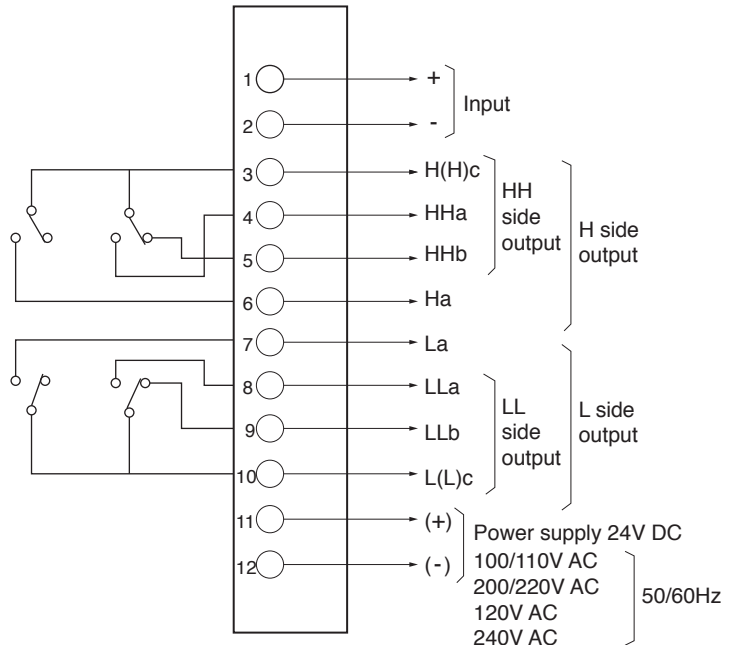 1 + Input
2 -
3 H(H)c
4 HHa
5 HHb
HH
side
output
H side
output
6 Ha
7 La
8 LLa
9 LLb
10 L(L)c
LL
side
output
L side
output
11 (+)
12 (-)
Power supply 24V DC
100/110V AC
200/220V AC
120V AC
240V AC
50/60Hz